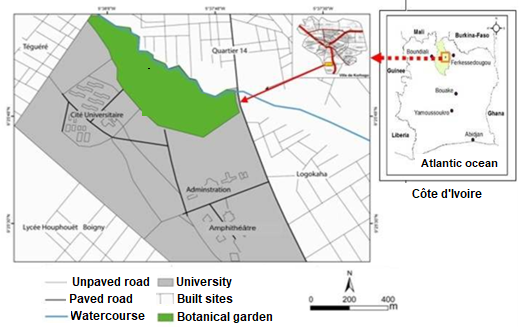 Téguéré
Quartier 14
Ville de Korhogo
Cité Universitaire
Logokaha
Adminstration
Lycée Houphouët Boigny
Amphithéâtre
Mali
Burkina-Faso
Boundiali
Ferkessedougou
Guinee
Bouake
Yamoussoukro
Ghana
Liberia
Abidjan
Atlantic ocean
Côte d'Ivoire
Unpaved road
University
Paved road
Built sites
Watercourse
Botanical garden
N
0 200 400
m